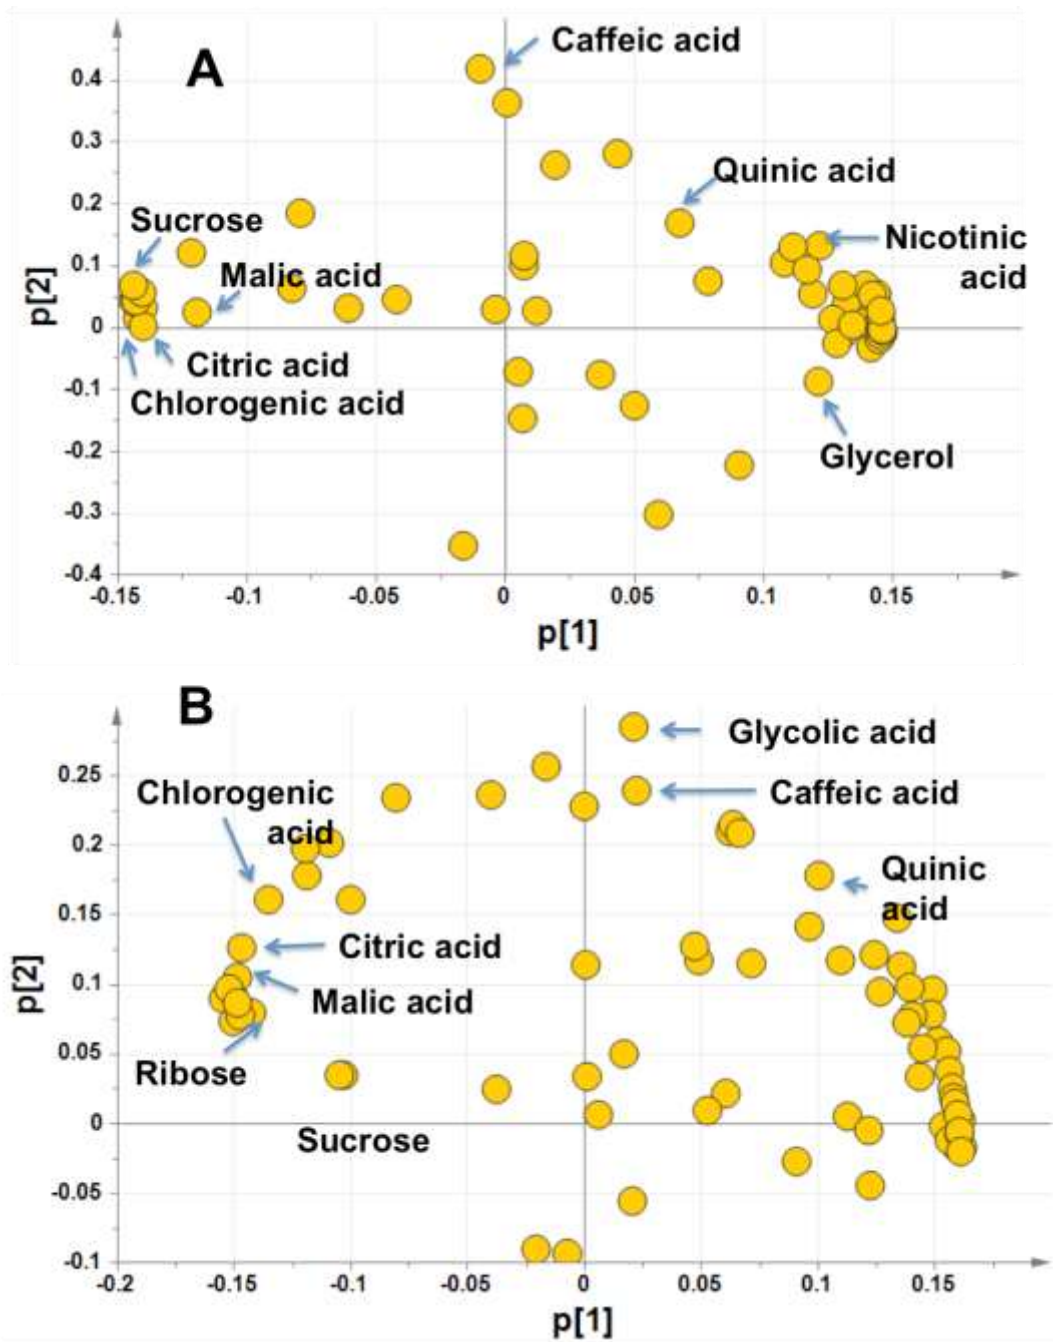 A
Caffeic acid
Quinic acid
Sucrose
Nicotinic
acid
Malic acid
Citric acid
Chlorogenic acid
Glycerol
0.4
0.3
0.2
0.1
0
-0.1
-0.2
-0.3
-0.4
p[2]
-0.15
-0.1
-0.05
0
0.05
0.1
0.15
p[1]
B
Glycolic acid
Chlorogenic
acid
Caffeic acid
Quinic
acid
Citric acid
Malic acid
Ribose
Sucrose
0.25
0.2
0.15
0.1
0.05
0
-0.05
-0.1
p[2]
-0.2
-0.15
-0.1
-0.05
0
0.05
0.1
0.15
p[1]